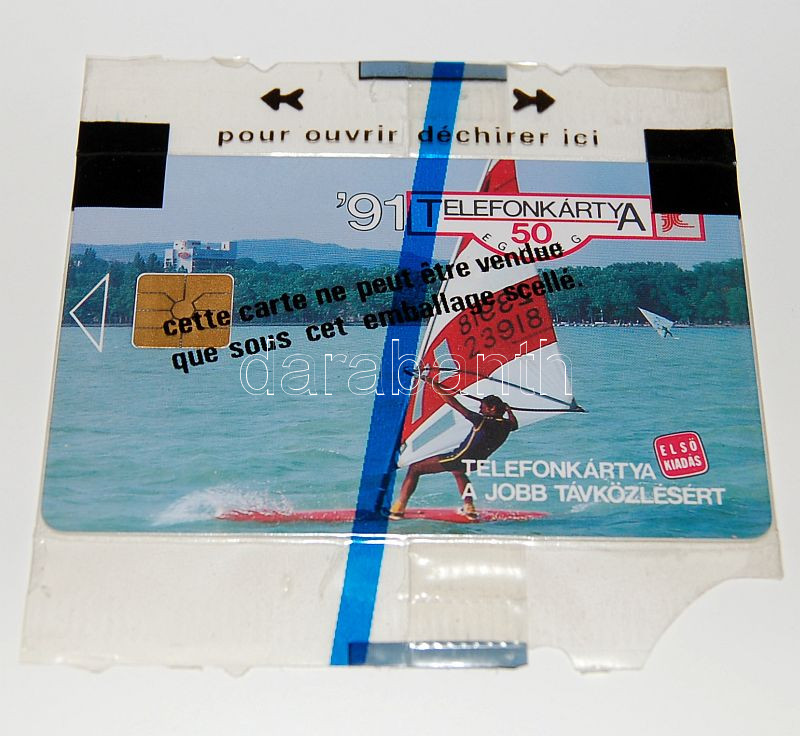 pour ouvrir déchirer ici
'91 TELEFONKÁRTYA
50
EGYSÉG
cette carte ne peut être vendue
que sous cet emballage scellé.
23918
darabanth
ELSŐ
KIADÁS
TELEFONKÁRTYA
A JOBB TÁVKÖZLÉSÉRT